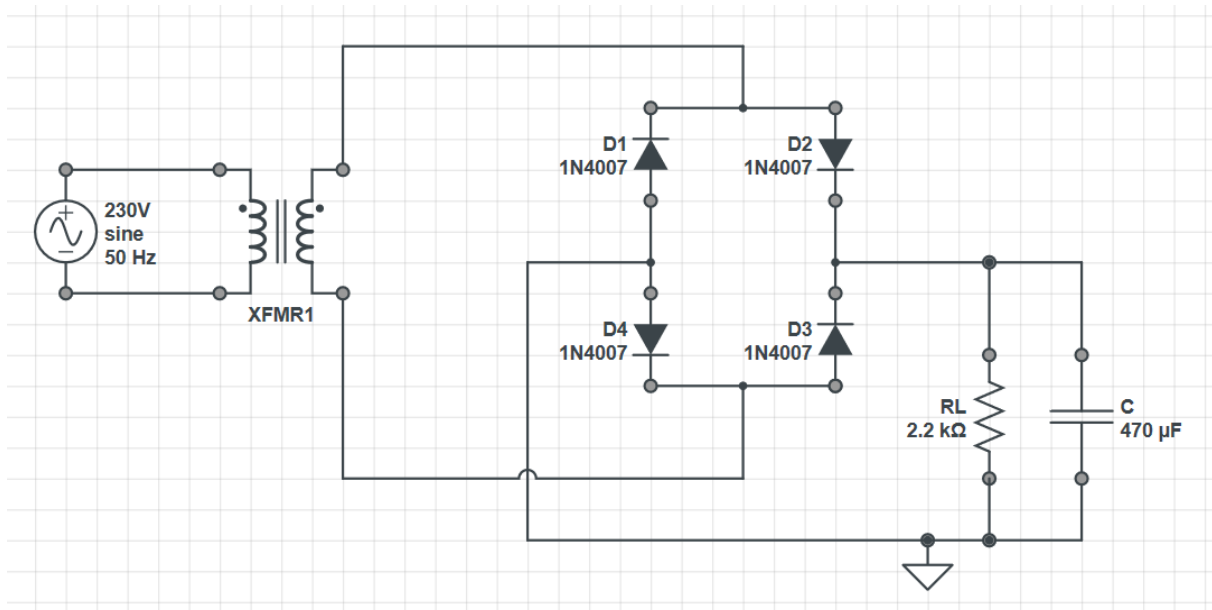 230V
sine
50 Hz
XFMR1
D1
1N4007
D2
1N4007
D4
1N4007
D3
1N4007
RL
2.2 kΩ
C
470 µF